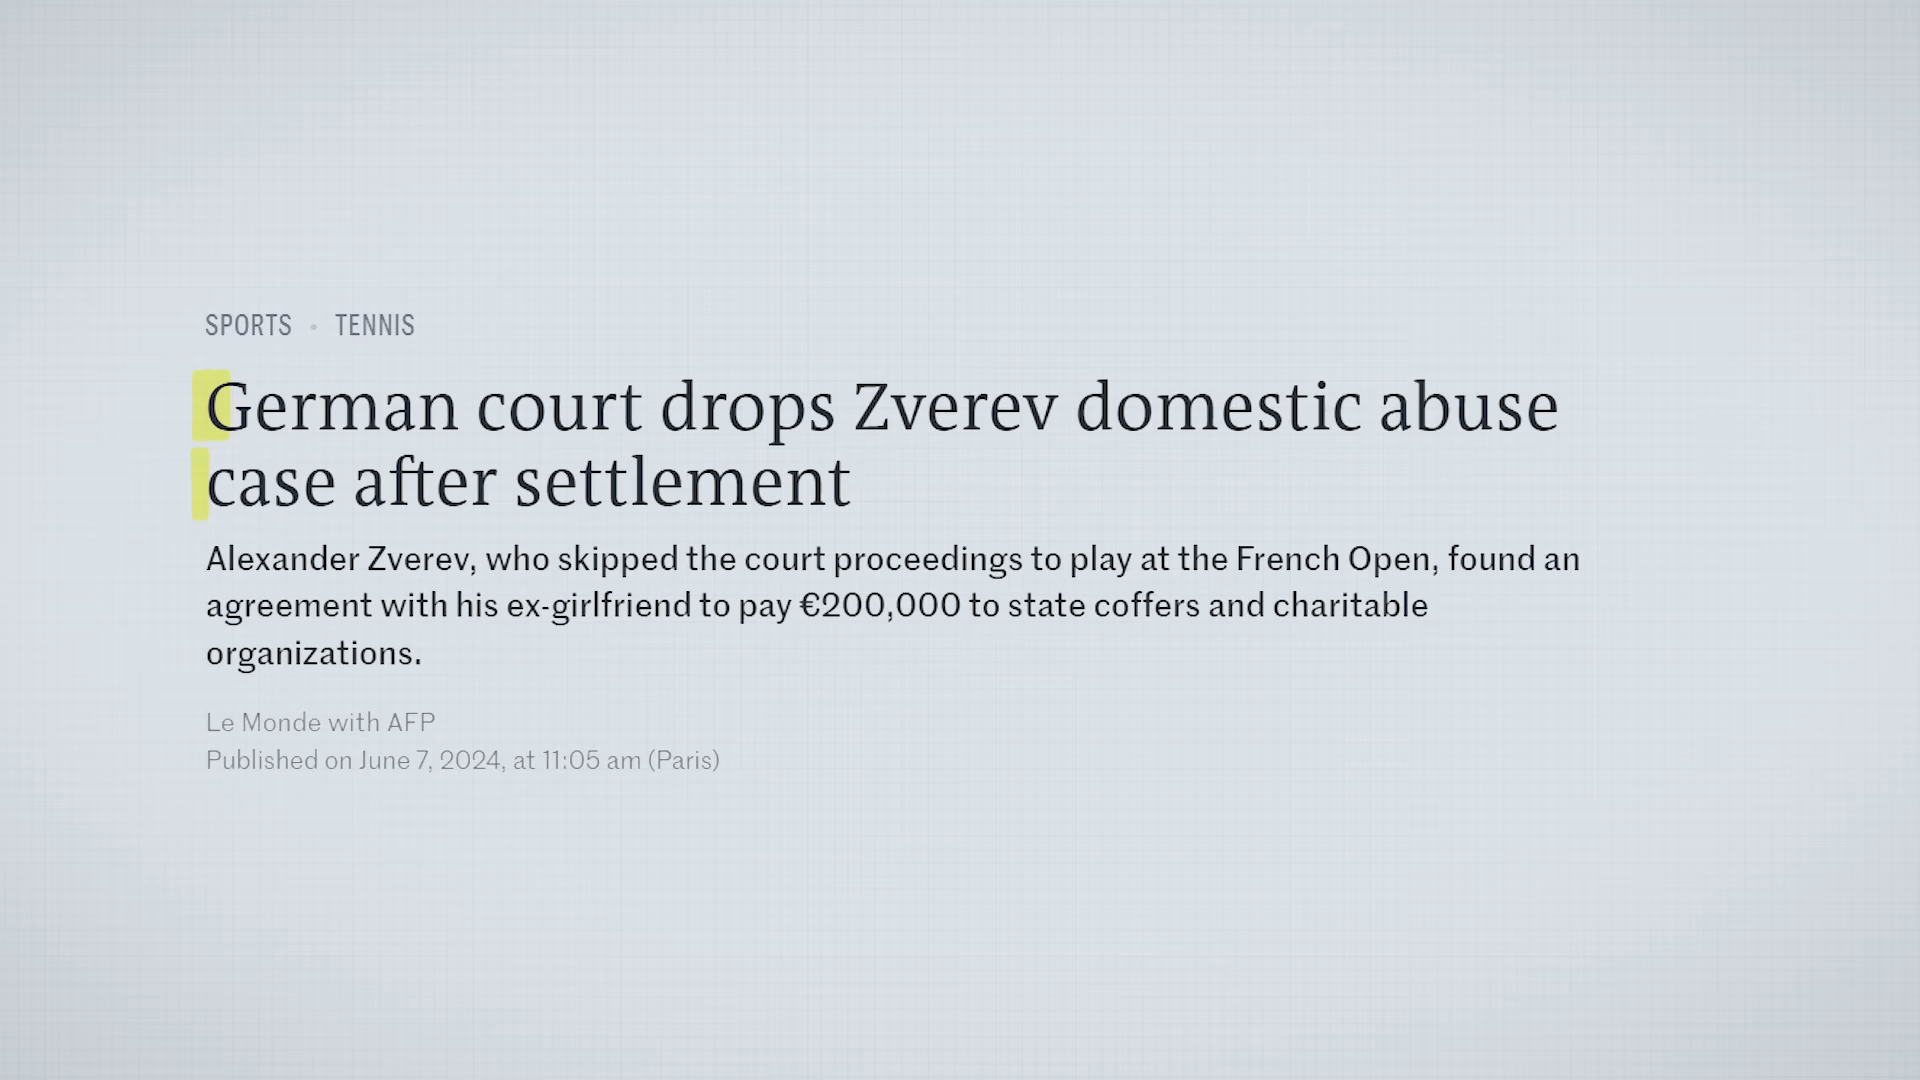 SPORTS • TENNIS
German court drops Zverev domestic abuse
case after settlement
Alexander Zverev, who skipped the court proceedings to play at the French Open, found an
agreement with his ex-girlfriend to pay €200,000 to state coffers and charitable
organizations.
Le Monde with AFP
Published on June 7, 2024, at 11:05 am (Paris)